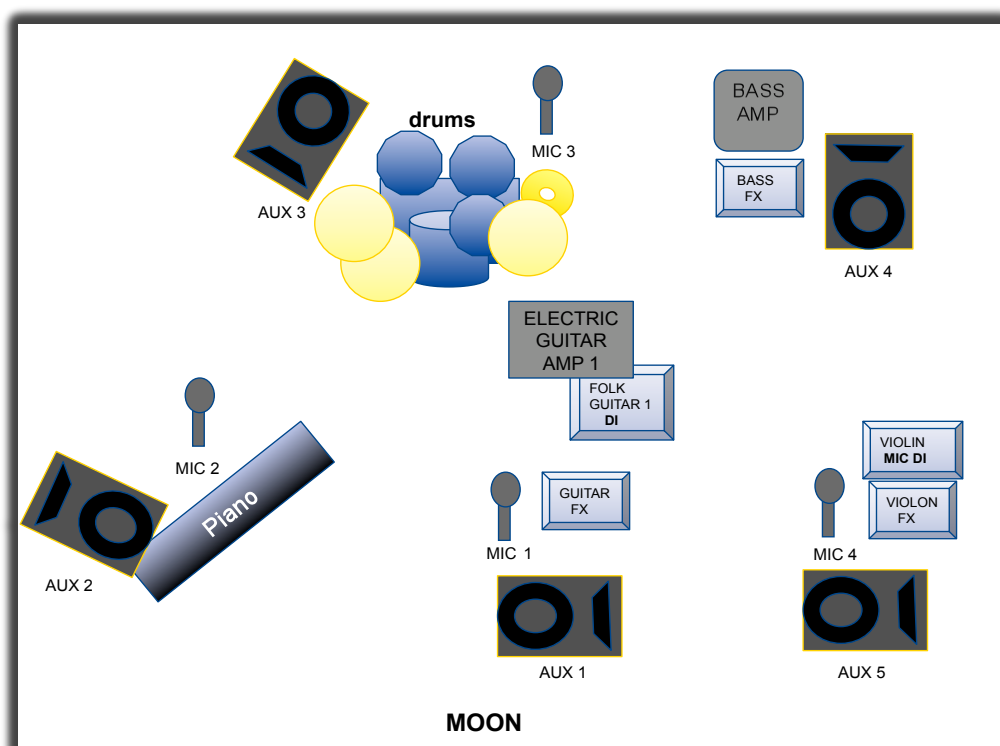 drums
MIC 3
BASS
AMP
BASS
FX
AUX 3
AUX 4
ELECTRIC
GUITAR
AMP 1
FOLK
GUITAR 1
DI
MIC 2
Piano
AUX 2
GUITAR
FX
MIC 1
VIOLIN
MIC DI
VIOLON
FX
MIC 4
AUX 1
AUX 5
MOON